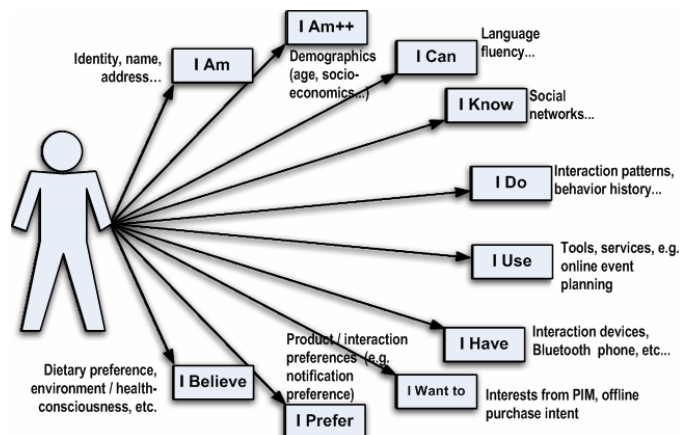 I Am++
I Am
Identity, name,
address…
Demographics
(age, socio-
economics...)
I Can
Language
fluency...
I Know
Social
networks...
I Do
Interaction patterns,
behavior history...
I Use
Tools, services, e.g.
online event
planning
I Have
Interaction devices,
Bluetooth phone, etc...
I Want to
Interests from PIM, offline
purchase intent
Product / interaction
preferences (e.g.
notification
preference)
I Prefer
I Believe
Dietary preference,
environment / health-
consciousness, etc.